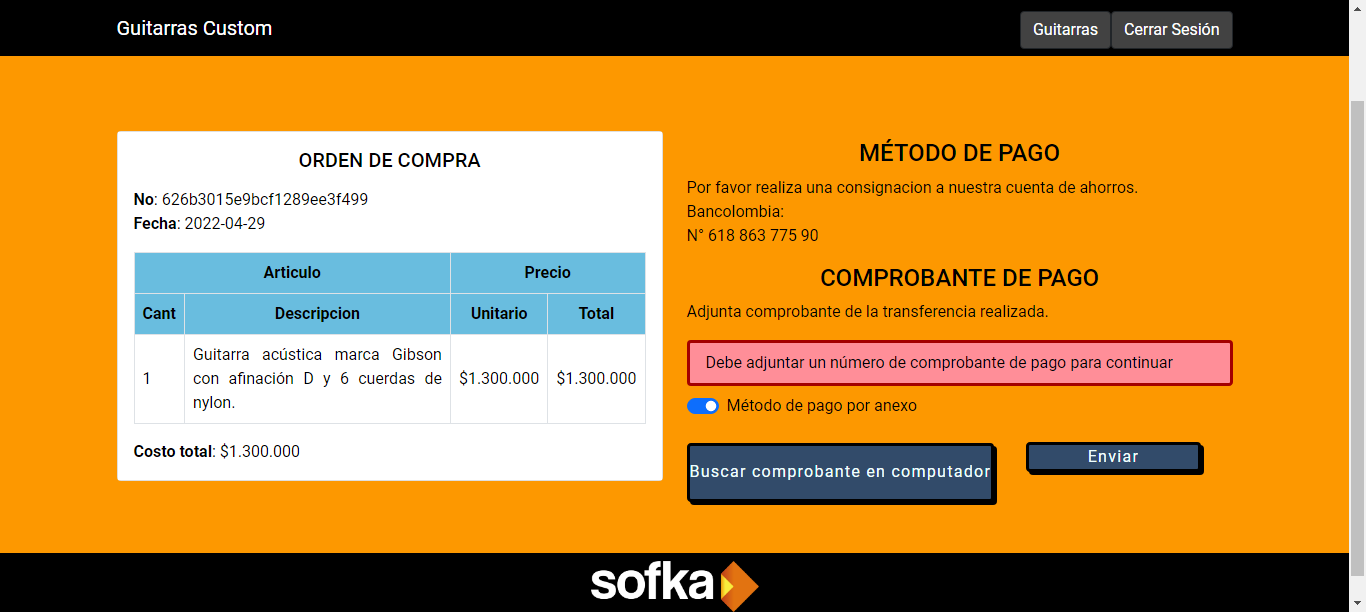 Guitarras Custom
Guitarras
Cerrar Sesión
ORDEN DE COMPRA
No: 626b3015e9bcf1289ee3f499
Fecha: 2022-04-29
Articulo
Precio
Cant
Descripcion
Unitario
Total
1
Guitarra acústica marca Gibson
con afinación D y 6 cuerdas de
nylon.
$1.300.000
$1.300.000
Costo total: $1.300.000
MÉTODO DE PAGO
Por favor realiza una consignacion a nuestra cuenta de ahorros.
Bancolombia:
N° 618 863 775 90
COMPROBANTE DE PAGO
Adjunta comprobante de la transferencia realizada.
Debe adjuntar un número de comprobante de pago para continuar
Método de pago por anexo
Buscar comprobante en computador
Enviar
sofka